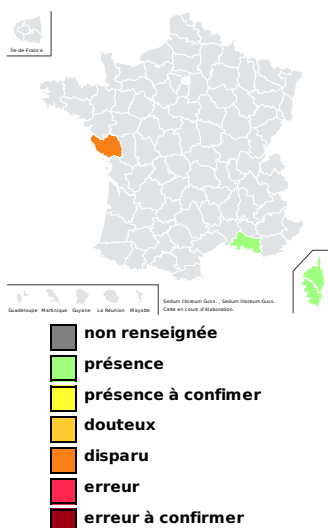 Île-de-France
Guadeloupe Martinique Guyane La Réunion Mayotte
Sedum litoreum Guss. , Sedum litoreum Guss.
Carte en cours d'élaboration.
non renseignée
présence
présence à confimer
douteux
disparu
erreur
erreur à confirmer